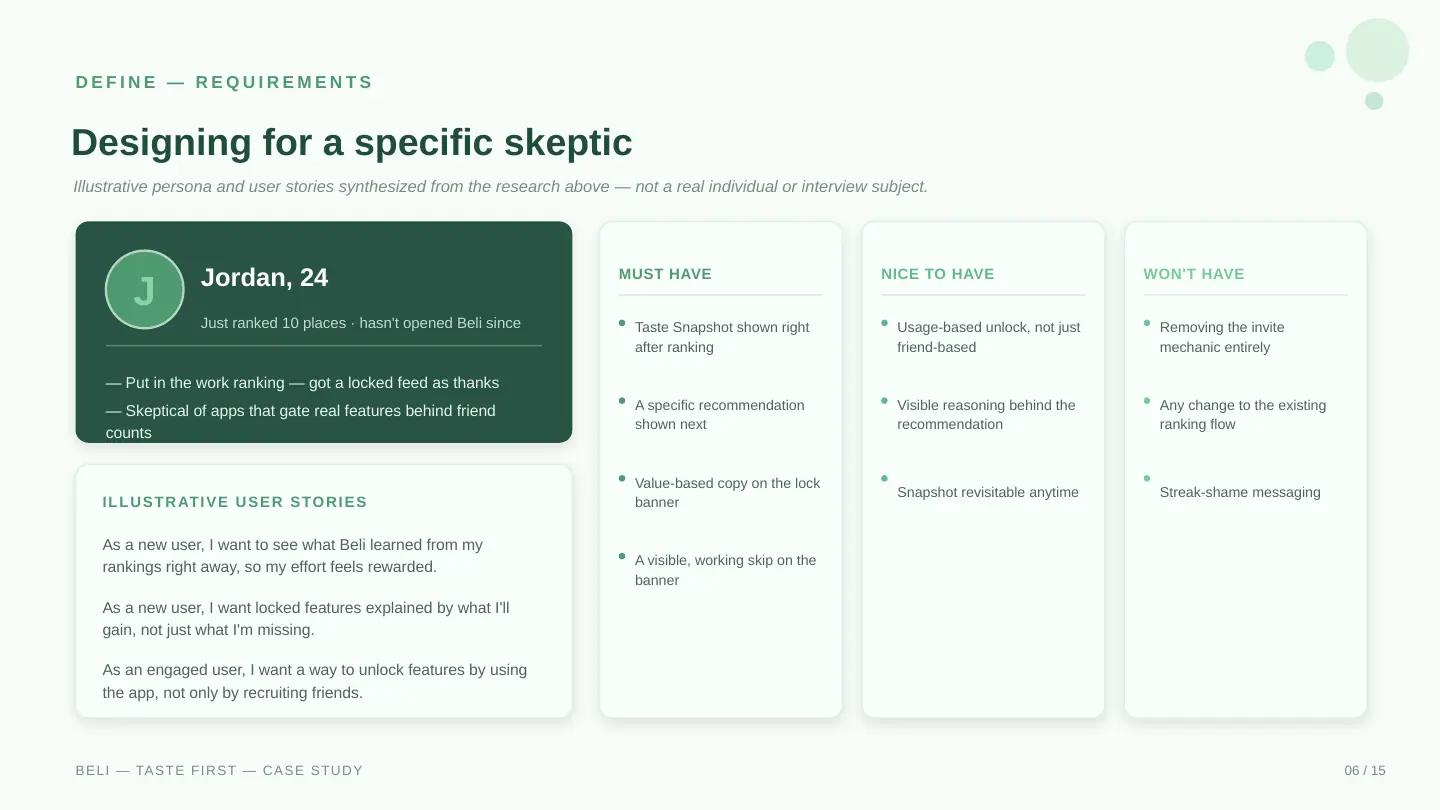 DEFINE — REQUIREMENTS
Designing for a specific skeptic
Illustrative persona and user stories synthesized from the research above — not a real individual or interview subject.
J
Jordan, 24
Just ranked 10 places · hasn't opened Beli since
— Put in the work ranking — got a locked feed as thanks
— Skeptical of apps that gate real features behind friend
counts
ILLUSTRATIVE USER STORIES
As a new user, I want to see what Beli learned from my
rankings right away, so my effort feels rewarded.
As a new user, I want locked features explained by what I'll
gain, not just what I'm missing.
As an engaged user, I want a way to unlock features by using
the app, not only by recruiting friends.
MUST HAVE
Taste Snapshot shown right
after ranking
A specific recommendation
shown next
Value-based copy on the lock
banner
A visible, working skip on the
banner
NICE TO HAVE
Usage-based unlock, not just
friend-based
Visible reasoning behind the
recommendation
Snapshot revisitable anytime
WON'T HAVE
Removing the invite
mechanic entirely
Any change to the existing
ranking flow
Streak-shame messaging
BELI — TASTE FIRST — CASE STUDY
06 / 15